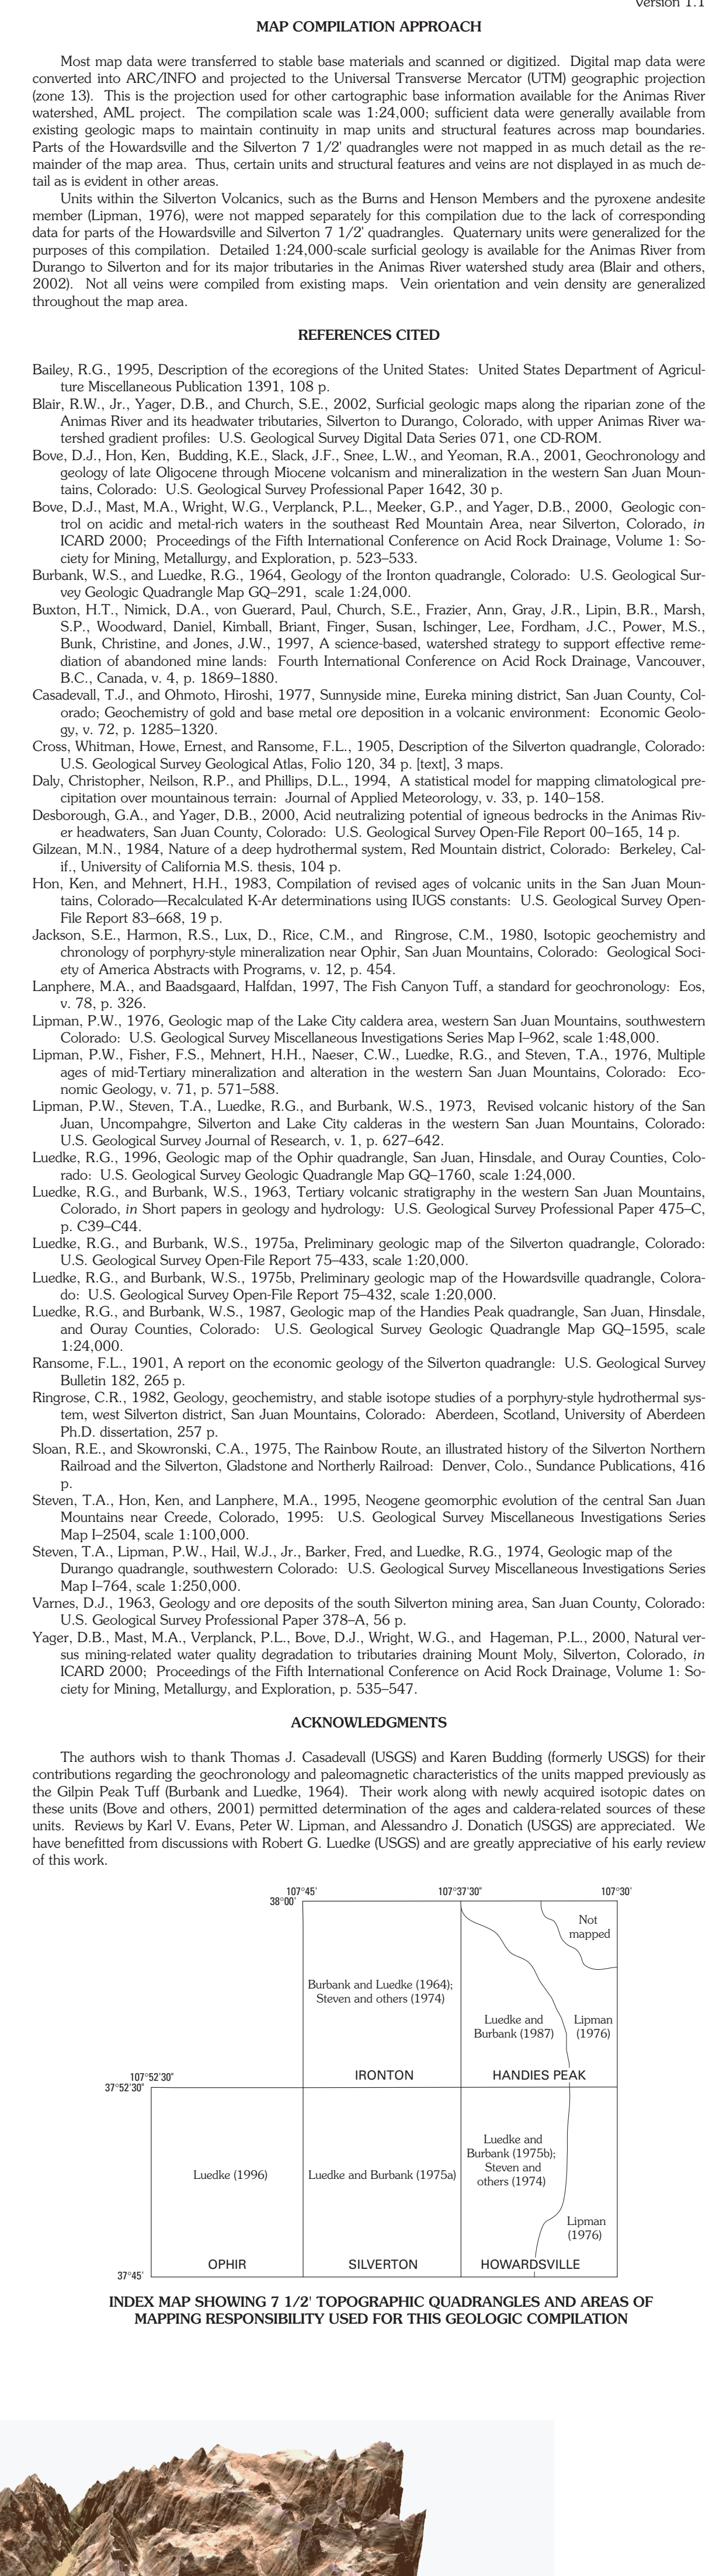 Version 1.1
MAP COMPILATION APPROACH
Most map data were transferred to stable base materials and scanned or digitized. Digital map data were
converted into ARC/INFO and projected to the Universal Transverse Mercator (UTM) geographic projection
(zone 13). This is the projection used for other cartographic base information available for the Animas River
watershed, AML project. The compilation scale was 1:24,000; sufficient data were generally available from
existing geologic maps to maintain continuity in map units and structural features across map boundaries.
Parts of the Howardsville and the Silverton 7 1/2' quadrangles were not mapped in as much detail as the re-
mainder of the map area. Thus, certain units and structural features and veins are not displayed in as much de-
tail as is evident in other areas.
Units within the Silverton Volcanics, such as the Burns and Henson Members and the pyroxene andesite
member (Lipman, 1976), were not mapped separately for this compilation due to the lack of corresponding
data for parts of the Howardsville and Silverton 7 1/2' quadrangles. Quaternary units were generalized for the
purposes of this compilation. Detailed 1:24,000-scale surficial geology is available for the Animas River from
Durango to Silverton and for its major tributaries in the Animas River watershed study area (Blair and others,
2002). Not all veins were compiled from existing maps. Vein orientation and vein density are generalized
throughout the map area.
REFERENCES CITED
Bailey, R.G., 1995, Description of the ecoregions of the United States: United States Department of Agricul-
ture Miscellaneous Publication 1391, 108 p.
Blair, R.W., Jr., Yager, D.B., and Church, S.E., 2002, Surficial geologic maps along the riparian zone of the
Animas River and its headwater tributaries, Silverton to Durango, Colorado, with upper Animas River wa-
tershed gradient profiles: U.S. Geological Survey Digital Data Series 071, one CD-ROM.
Bove, D.J., Hon, Ken, Budding, K.E., Slack, J.F., Snee, L.W., and Yeoman, R.A., 2001, Geochronology and
geology of late Oligocene through Miocene volcanism and mineralization in the western San Juan Moun-
tains, Colorado: U.S. Geological Survey Professional Paper 1642, 30 p.
Bove, D.J., Mast, M.A., Wright, W.G., Verplanck, P.L., Meeker, G.P., and Yager, D.B., 2000, Geologic con-
trol on acidic and metal-rich waters in the southeast Red Mountain Area, near Silverton, Colorado, in
ICARD 2000; Proceedings of the Fifth International Conference on Acid Rock Drainage, Volume 1: So-
ciety for Mining, Metallurgy, and Exploration, p. 523–533.
Burbank, W.S., and Luedke, R.G., 1964, Geology of the Ironton quadrangle, Colorado: U.S. Geological Sur-
vey Geologic Quadrangle Map GQ–291, scale 1:24,000.
Buxton, H.T., Nimick, D.A., von Guerard, Paul, Church, S.E., Frazier, Ann, Gray, J.R., Lipin, B.R., Marsh,
S.P., Woodward, Daniel, Kimball, Briant, Finger, Susan, Ischinger, Lee, Fordham, J.C., Power, M.S.,
Bunk, Christine, and Jones, J.W., 1997, A science-based, watershed strategy to support effective reme-
diation of abandoned mine lands: Fourth International Conference on Acid Rock Drainage, Vancouver,
B.C., Canada, v. 4, p. 1869–1880.
Casadevall, T.J., and Ohmoto, Hiroshi, 1977, Sunnyside mine, Eureka mining district, San Juan County, Col-
orado; Geochemistry of gold and base metal ore deposition in a volcanic environment: Economic Geolo-
gy, v. 72, p. 1285–1320.
Cross, Whitman, Howe, Ernest, and Ransome, F.L., 1905, Description of the Silverton quadrangle, Colorado:
U.S. Geological Survey Geological Atlas, Folio 120, 34 p. [text], 3 maps.
Daly, Christopher, Neilson, R.P., and Phillips, D.L., 1994, A statistical model for mapping climatological pre-
cipitation over mountainous terrain: Journal of Applied Meteorology, v. 33, p. 140–158.
Desborough, G.A., and Yager, D.B., 2000, Acid neutralizing potential of igneous bedrocks in the Animas Riv-
er headwaters, San Juan County, Colorado: U.S. Geological Survey Open-File Report 00–165, 14 p.
Gilzean, M.N., 1984, Nature of a deep hydrothermal system, Red Mountain district, Colorado: Berkeley, Cal-
if., University of California M.S. thesis, 104 p.
Hon, Ken, and Mehnert, H.H., 1983, Compilation of revised ages of volcanic units in the San Juan Moun-
tains, Colorado—Recalculated K-Ar determinations using IUGS constants: U.S. Geological Survey Open-
File Report 83–668, 19 p.
Jackson, S.E., Harmon, R.S., Lux, D., Rice, C.M., and Ringrose, C.M., 1980, Isotopic geochemistry and
chronology of porphyry-style mineralization near Ophir, San Juan Mountains, Colorado: Geological Soci-
ety of America Abstracts with Programs, v. 12, p. 454.
Lanphere, M.A., and Baadsgaard, Halfdan, 1997, The Fish Canyon Tuff, a standard for geochronology: Eos,
v. 78, p. 326.
Lipman, P.W., 1976, Geologic map of the Lake City caldera area, western San Juan Mountains, southwestern
Colorado: U.S. Geological Survey Miscellaneous Investigations Series Map I–962, scale 1:48,000.
Lipman, P.W., Fisher, F.S., Mehnert, H.H., Naeser, C.W., Luedke, R.G., and Steven, T.A., 1976, Multiple
ages of mid-Tertiary mineralization and alteration in the western San Juan Mountains, Colorado: Eco-
nomic Geology, v. 71, p. 571–588.
Lipman, P.W., Steven, T.A., Luedke, R.G., and Burbank, W.S., 1973, Revised volcanic history of the San
Juan, Uncompahgre, Silverton and Lake City calderas in the western San Juan Mountains, Colorado:
U.S. Geological Survey Journal of Research, v. 1, p. 627–642.
Luedke, R.G., 1996, Geologic map of the Ophir quadrangle, San Juan, Hinsdale, and Ouray Counties, Colo-
rado: U.S. Geological Survey Geologic Quadrangle Map GQ–1760, scale 1:24,000.
Luedke, R.G., and Burbank, W.S., 1963, Tertiary volcanic stratigraphy in the western San Juan Mountains,
Colorado, in Short papers in geology and hydrology: U.S. Geological Survey Professional Paper 475–C,
p. C39–C44.
Luedke, R.G., and Burbank, W.S., 1975a, Preliminary geologic map of the Silverton quadrangle, Colorado:
U.S. Geological Survey Open-File Report 75–433, scale 1:20,000.
Luedke, R.G., and Burbank, W.S., 1975b, Preliminary geologic map of the Howardsville quadrangle, Colora-
do: U.S. Geological Survey Open-File Report 75–432, scale 1:20,000.
Luedke, R.G., and Burbank, W.S., 1987, Geologic map of the Handies Peak quadrangle, San Juan, Hinsdale,
and Ouray Counties, Colorado: U.S. Geological Survey Geologic Quadrangle Map GQ–1595, scale
1:24,000.
Ransome, F.L., 1901, A report on the economic geology of the Silverton quadrangle: U.S. Geological Survey
Bulletin 182, 265 p.
Ringrose, C.R., 1982, Geology, geochemistry, and stable isotope studies of a porphyry-style hydrothermal sys-
tem, west Silverton district, San Juan Mountains, Colorado: Aberdeen, Scotland, University of Aberdeen
Ph.D. dissertation, 257 p.
Sloan, R.E., and Skowronski, C.A., 1975, The Rainbow Route, an illustrated history of the Silverton Northern
Railroad and the Silverton, Gladstone and Northerly Railroad: Denver, Colo., Sundance Publications, 416
p.
Steven, T.A., Hon, Ken, and Lanphere, M.A., 1995, Neogene geomorphic evolution of the central San Juan
Mountains near Creede, Colorado, 1995: U.S. Geological Survey Miscellaneous Investigations Series
Map I–2504, scale 1:100,000.
Steven, T.A., Lipman, P.W., Hail, W.J., Jr., Barker, Fred, and Luedke, R.G., 1974, Geologic map of the
Durango quadrangle, southwestern Colorado: U.S. Geological Survey Miscellaneous Investigations Series
Map I–764, scale 1:250,000.
Varnes, D.J., 1963, Geology and ore deposits of the south Silverton mining area, San Juan County, Colorado:
U.S. Geological Survey Professional Paper 378–A, 56 p.
Yager, D.B., Mast, M.A., Verplanck, P.L., Bove, D.J., Wright, W.G., and Hageman, P.L., 2000, Natural ver-
sus mining-related water quality degradation to tributaries draining Mount Moly, Silverton, Colorado, in
ICARD 2000; Proceedings of the Fifth International Conference on Acid Rock Drainage, Volume 1: So-
ciety for Mining, Metallurgy, and Exploration, p. 535–547.
ACKNOWLEDGMENTS
The authors wish to thank Thomas J. Casadevall (USGS) and Karen Budding (formerly USGS) for their
contributions regarding the geochronology and paleomagnetic characteristics of the units mapped previously as
the Gilpin Peak Tuff (Burbank and Luedke, 1964). Their work along with newly acquired isotopic dates on
these units (Bove and others, 2001) permitted determination of the ages and caldera-related sources of these
units. Reviews by Karl V. Evans, Peter W. Lipman, and Alessandro J. Donatich (USGS) are appreciated. We
have benefitted from discussions with Robert G. Luedke (USGS) and are greatly appreciative of his early review
of this work.
107°45' 107°37'30" 107°30'
38°00'
Not
mapped
Burbank and Luedke (1964);
Steven and others (1974)
Luedke and
Burbank (1987)
Lipman
(1976)
IRONTON
HANDIES PEAK
107°52'30"
37°52'30"
Luedke (1996)
Luedke and Burbank (1975a)
Luedke and
Burbank (1975b);
Steven and
others (1974)
Lipman
(1976)
OPHIR
SILVERTON
HOWARDSVILLE
37°45'
INDEX MAP SHOWING 7 1/2' TOPOGRAPHIC QUADRANGLES AND AREAS OF
MAPPING RESPONSIBILITY USED FOR THIS GEOLOGIC COMPILATION